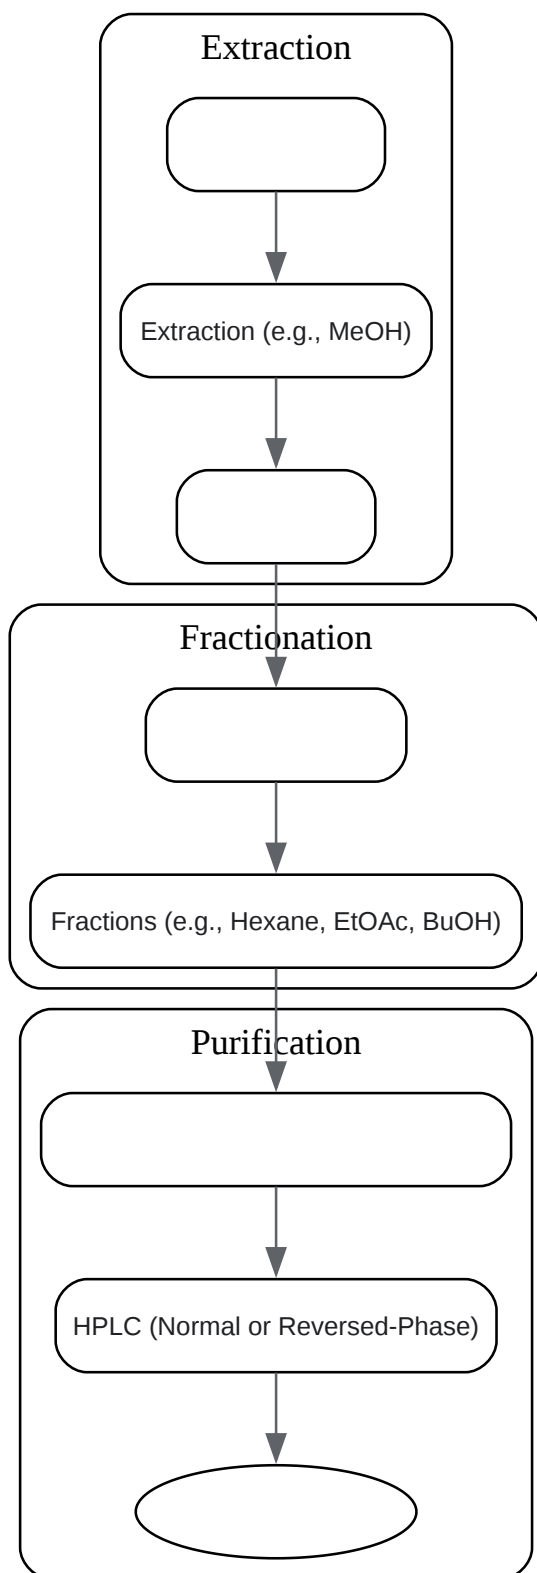 Extraction
Extraction (e.g., MeOH)
Fractionation
Fractions (e.g., Hexane, EtOAc, BuOH)
Purification
HPLC (Normal or Reversed-Phase)